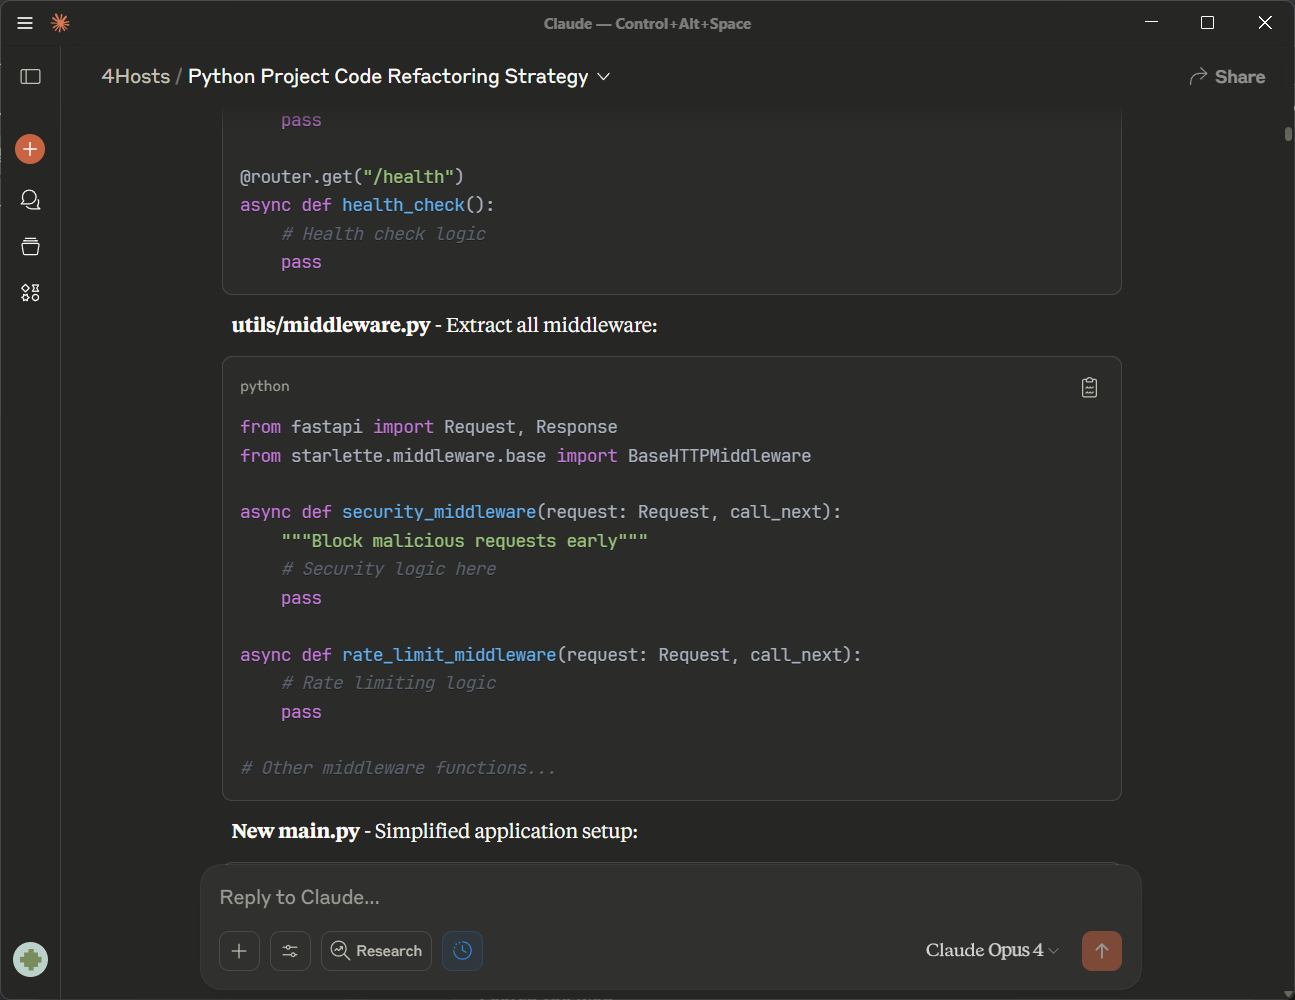 Claude — Control+Alt+Space
4Hosts / Python Project Code Refactoring Strategy
Share
pass
@router.get("/health")
async def health_check():
# Health check logic
pass
utils/middleware.py - Extract all middleware:
python
from fastapi import Request, Response
from starlette.middleware.base import BaseHTTPMiddleware
async def security_middleware(request: Request, call_next):
"""Block malicious requests early"""
# Security logic here
pass
async def rate_limit_middleware(request: Request, call_next):
# Rate limiting logic
pass
# Other middleware functions...
New main.py - Simplified application setup:
Reply to Claude...
Research
Claude Opus 4